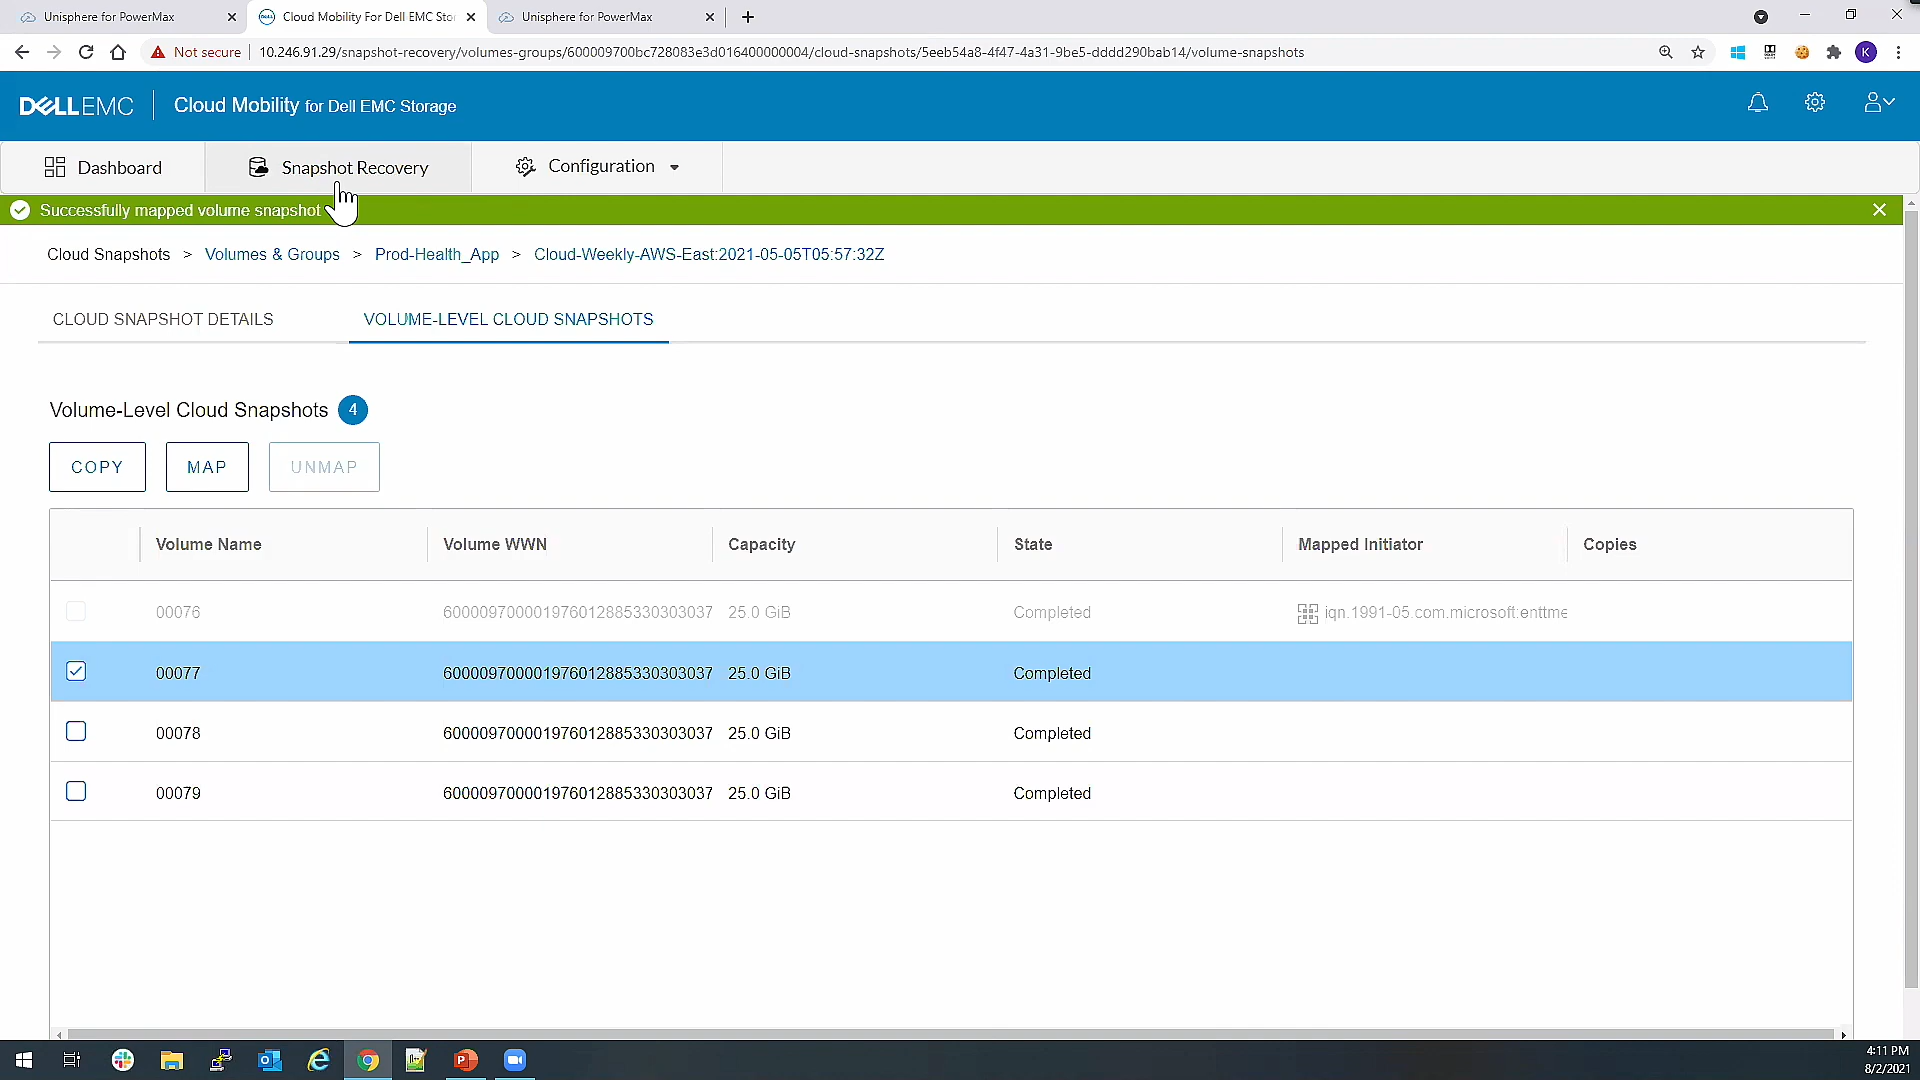 Unisphere for PowerMax
Cloud Mobility For Dell EMC Sto
Unisphere for PowerMax
Not secure
10.246.91.29/snapshot-recovery/volumes-groups/600009700bc728083e3d016400000004/cloud-snapshots/5eeb54a8-4f47-4a31-9be5-dddd290bab14/volume-snapshots
K
DELLEMC
Cloud Mobility for Dell EMC Storage
Dashboard
Snapshot Recovery
Configuration
Successfully mapped volume snapshot
Cloud Snapshots > Volumes & Groups > Prod-Health_App > Cloud-Weekly-AWS-East:2021-05-05T05:57:32Z
CLOUD SNAPSHOT DETAILS
VOLUME-LEVEL CLOUD SNAPSHOTS
Volume-Level Cloud Snapshots 4
COPY
MAP
UNMAP
Volume Name Volume WWN Capacity State Mapped Initiator Copies
00076 600009700001976012885330303037 25.0 GiB Completed iqn.1991-05.com.microsoft:enttme
00077 600009700001976012885330303037 25.0 GiB Completed
00078 600009700001976012885330303037 25.0 GiB Completed
00079 600009700001976012885330303037 25.0 GiB Completed
4:11 PM
8/2/2021